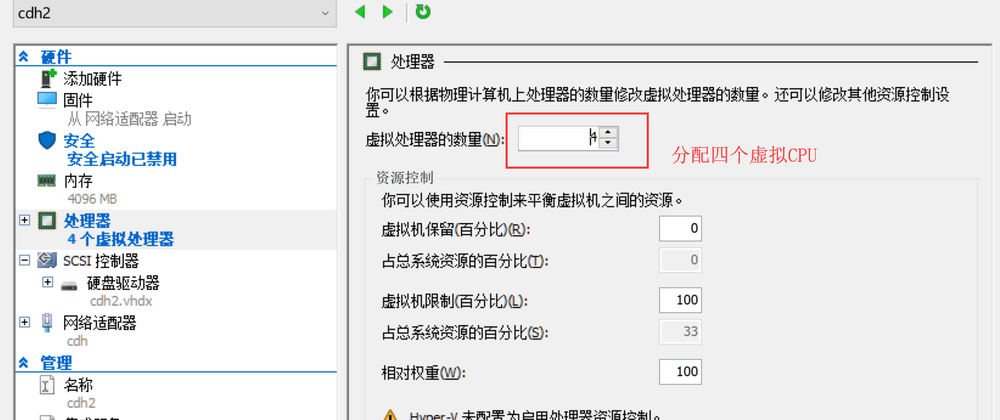 cdh2
硬件
添加硬件
固件
从 网络适配器 启动
安全
安全启动已禁用
内存
4096 MB
处理器
4 个虚拟处理器
SCSI 控制器
硬盘驱动器
cdh2.vhdx
网络适配器
cdh
管理
名称
cdh2
集成服务
处理器
你可以根据物理计算机上处理器的数量修改虚拟处理器的数量。还可以修改其他资源控制设
置。
虚拟处理器的数量(N): 4
分配四个虚拟CPU
资源控制
你可以使用资源控制来平衡虚拟机之间的资源。
虚拟机保留(百分比)(R): 0
占总系统资源的百分比(T): 0
虚拟机限制(百分比)(L): 100
占总系统资源的百分比(S): 33
相对权重(W): 100
Hyper-V 未配置为启用处理器资源控制。